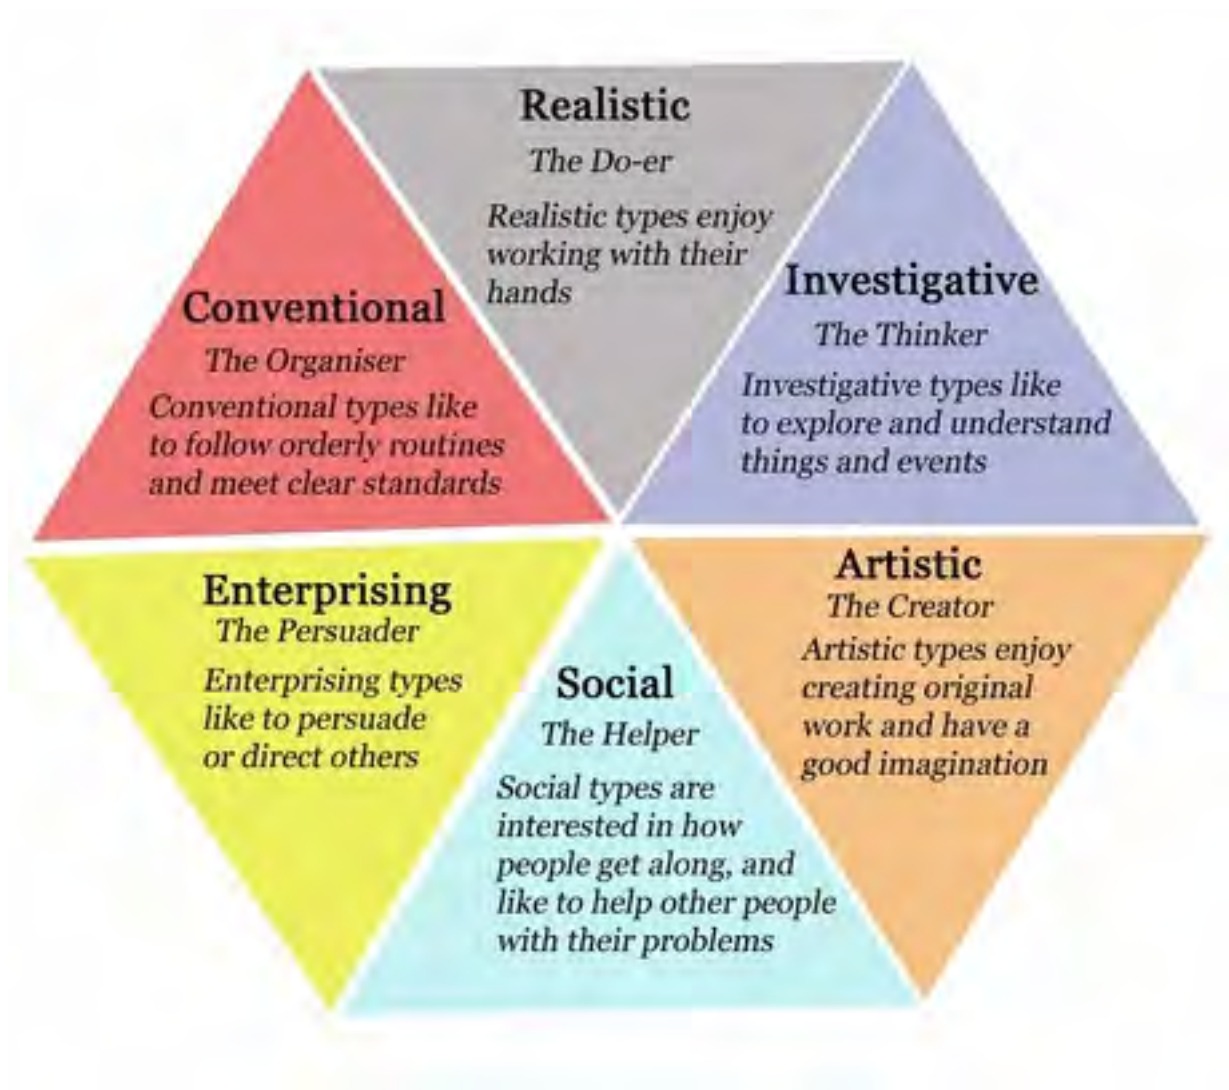 Realistic
The Do-er
Realistic types enjoy
working with their
hands
Investigative
The Thinker
Investigative types like
to explore and understand
things and events
Artistic
The Creator
Artistic types enjoy
creating original
work and have a
good imagination
Social
The Helper
Social types are
interested in how
people get along, and
like to help other people
with their problems
Enterprising
The Persuader
Enterprising types
like to persuade
or direct others
Conventional
The Organiser
Conventional types like
to follow orderly routines
and meet clear standards